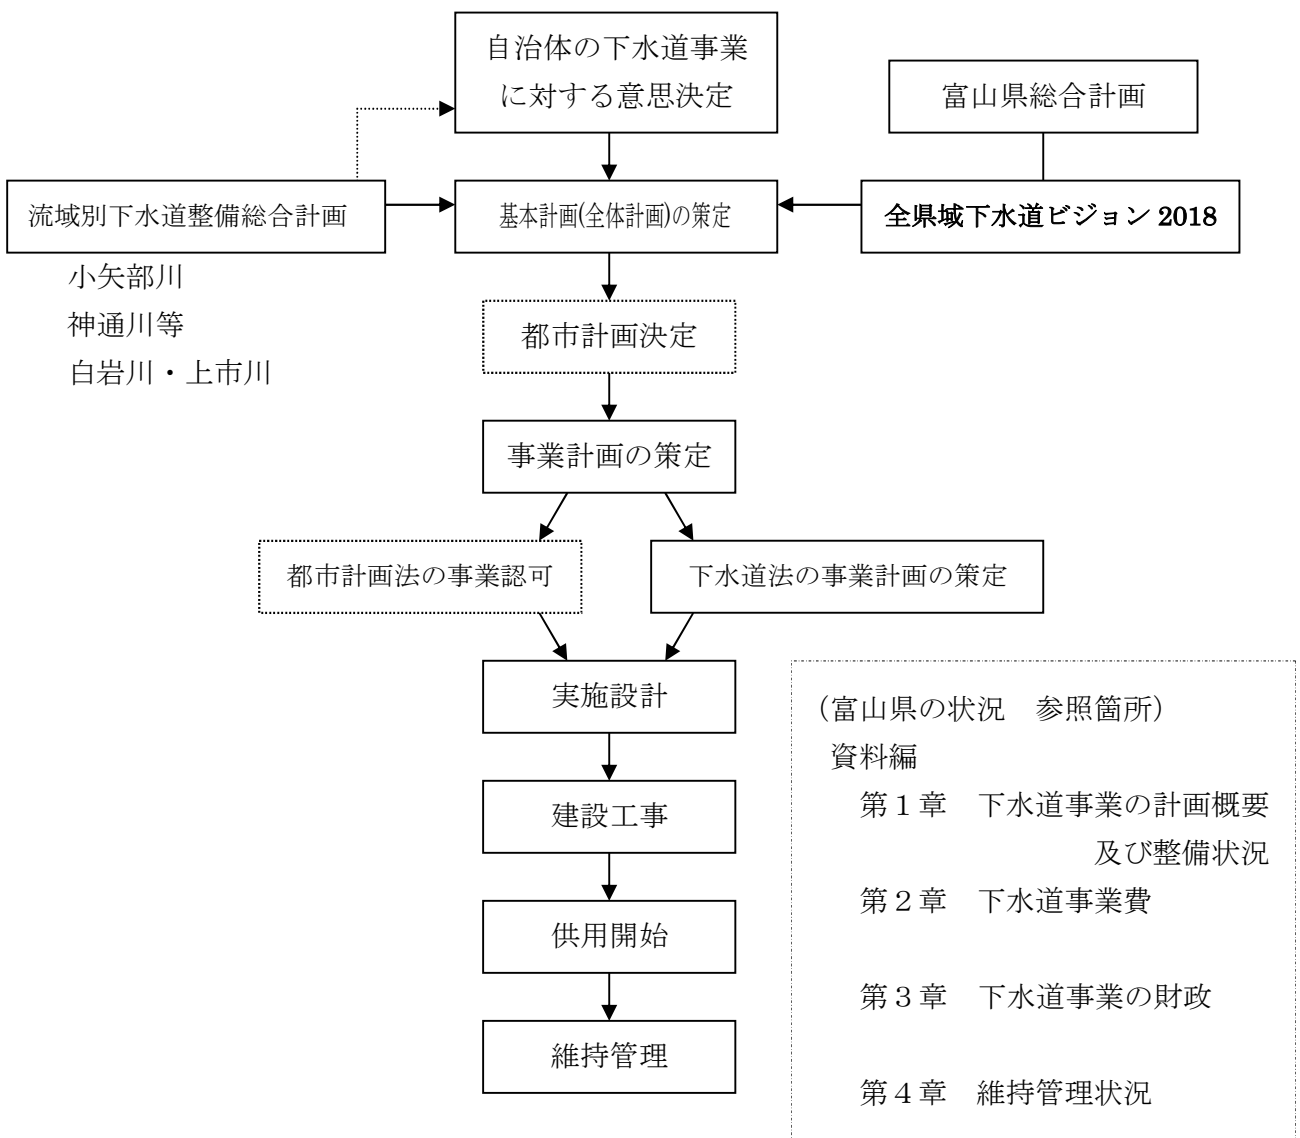 自治体の下水道事業
に対する意思決定
富山県総合計画
流域別下水道整備総合計画
基本計画(全体計画)の策定
全県域下水道ビジョン 2018
小矢部川
神通川等
白岩川・上市川
都市計画決定
事業計画の策定
都市計画法の事業認可
下水道法の事業計画の策定
実施設計
建設工事
供用開始
維持管理
（富山県の状況　参照箇所）
資料編
第１章　下水道事業の計画概要
及び整備状況
第２章　下水道事業費
第３章　下水道事業の財政
第４章　維持管理状況